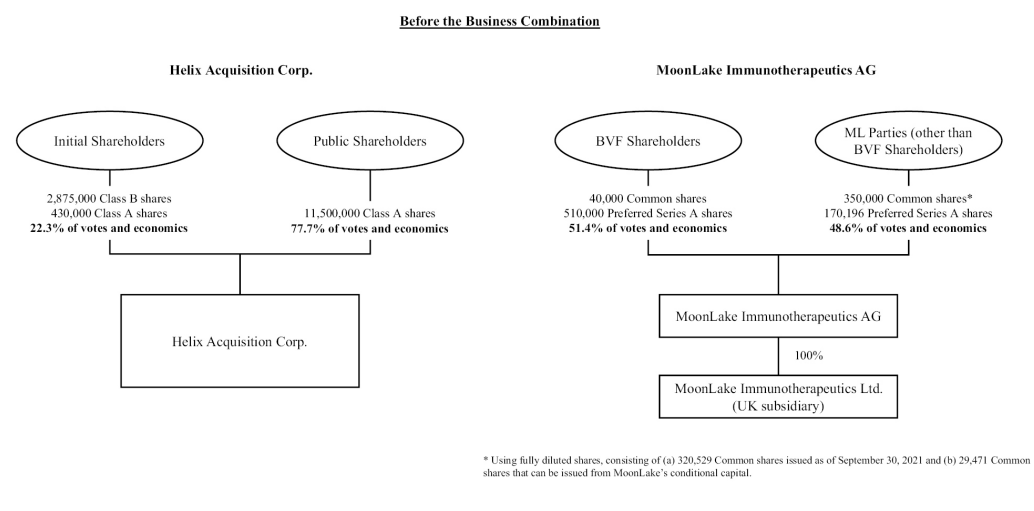 Before the Business Combination
Helix Acquisition Corp.
Initial Shareholders
Public Shareholders
2,875,000 Class B shares
430,000 Class A shares
22.3% of votes and economics
11,500,000 Class A shares
77.7% of votes and economics
Helix Acquisition Corp.
MoonLake Immunotherapeutics AG
BVF Shareholders
ML Parties (other than
BVF Shareholders)
40,000 Common shares
510,000 Preferred Series A shares
51.4% of votes and economics
350,000 Common shares*
170,196 Preferred Series A shares
48.6% of votes and economics
MoonLake Immunotherapeutics AG
100%
MoonLake Immunotherapeutics Ltd.
(UK subsidiary)
* Using fully diluted shares, consisting of (a) 320,529 Common shares issued as of September 30, 2021 and (b) 29,471 Common
shares that can be issued from MoonLake’s conditional capital.